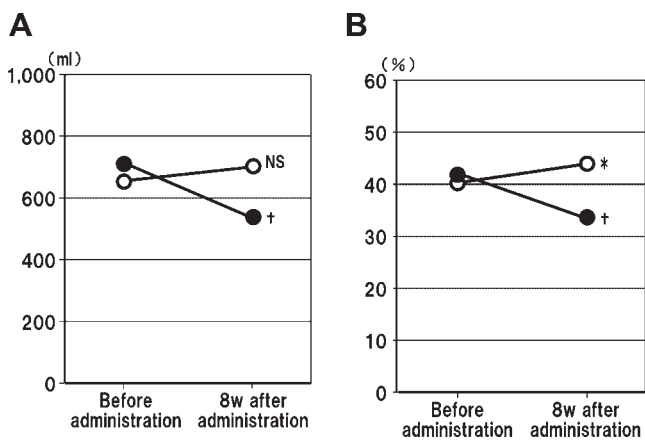 A
(ml)
1,000
800
600
400
200
0
NS
†
Before
administration
8w after
administration
B
(%)
60
50
40
30
20
10
0
*
†
Before
administration
8w after
administration